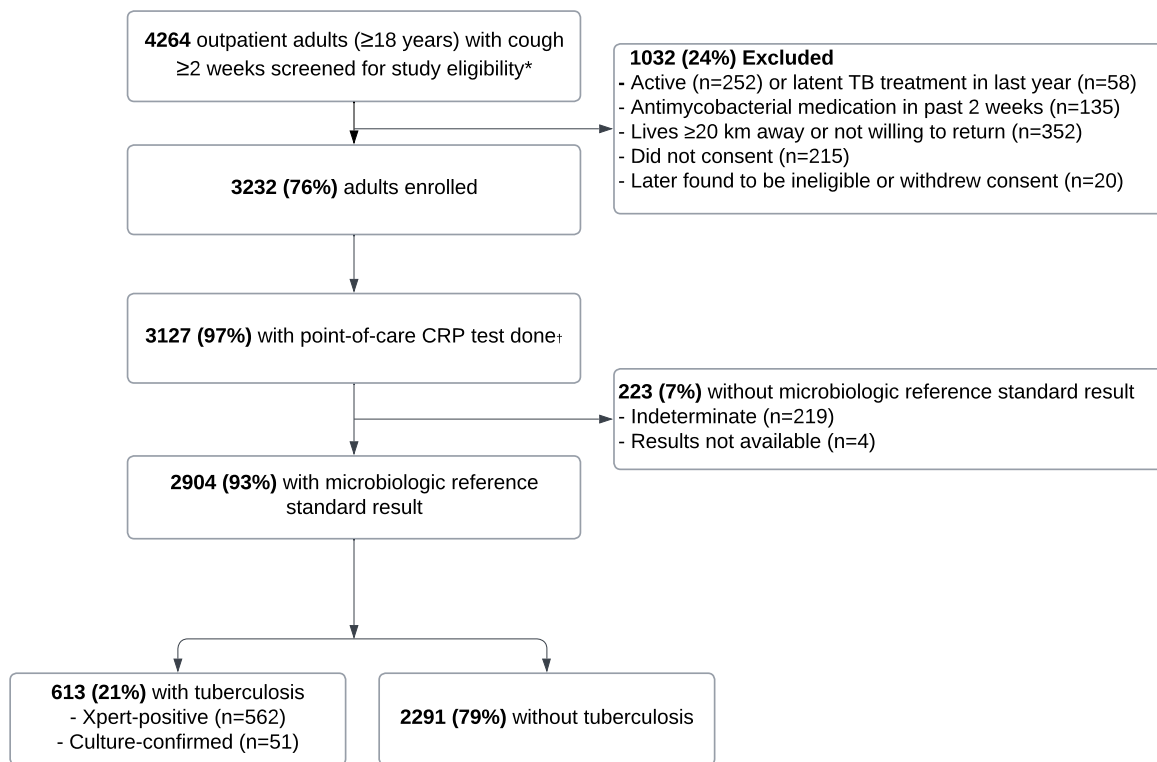 4264 outpatient adults (≥18 years) with cough
≥2 weeks screened for study eligibility*
1032 (24%) Excluded
- Active (n=252) or latent TB treatment in last year (n=58)
- Antimycobacterial medication in past 2 weeks (n=135)
- Lives ≥20 km away or not willing to return (n=352)
- Did not consent (n=215)
- Later found to be ineligible or withdrew consent (n=20)
3232 (76%) adults enrolled
3127 (97%) with point-of-care CRP test done†
223 (7%) without microbiologic reference standard result
- Indeterminate (n=219)
- Results not available (n=4)
2904 (93%) with microbiologic reference
standard result
613 (21%) with tuberculosis
- Xpert-positive (n=562)
- Culture-confirmed (n=51)
2291 (79%) without tuberculosis